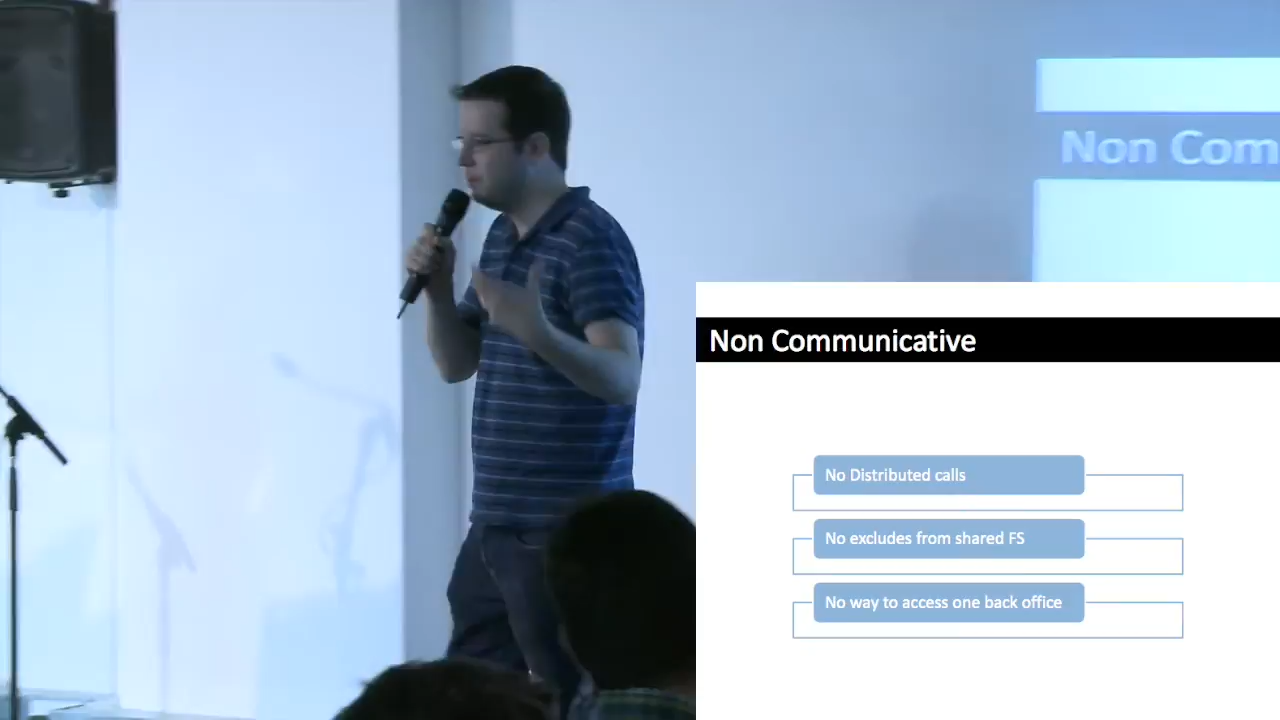 Non Com
Non Communicative
No Distributed calls
No excludes from shared FS
No way to access one back office